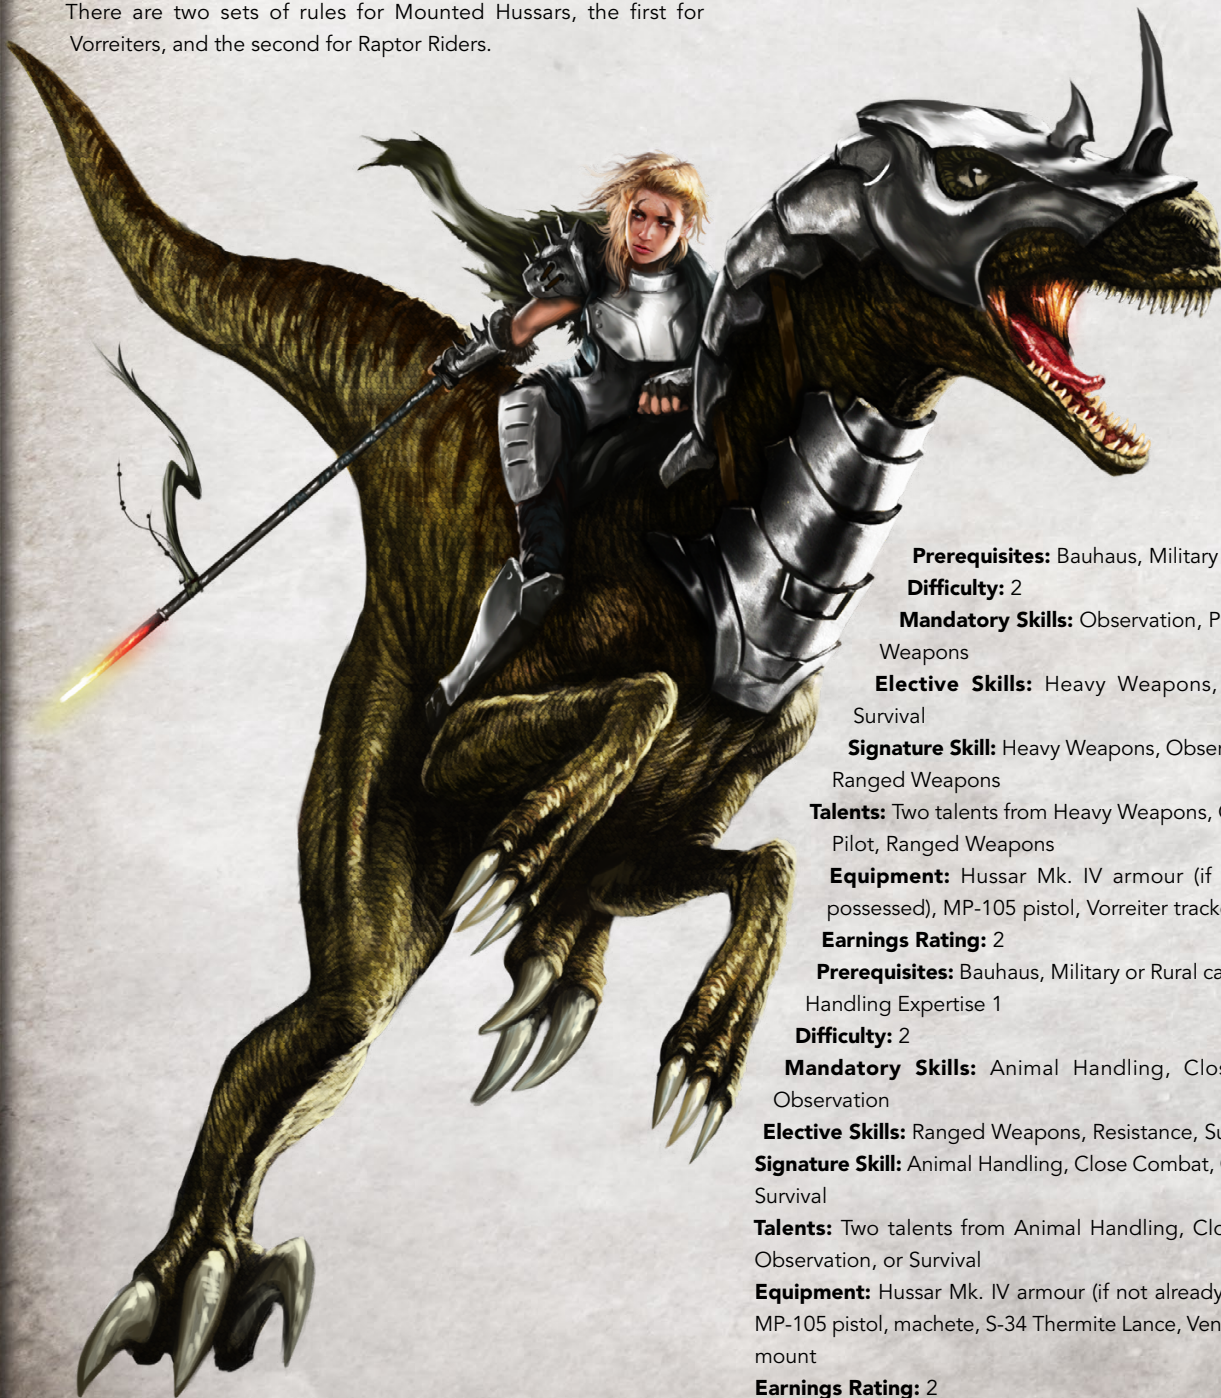 There are two sets of rules for Mounted Hussars, the first for
Vorreiters, and the second for Raptor Riders.
Prerequisites: Bauhaus, Military
Difficulty: 2
Mandatory Skills: Observation,
Weapons
Elective Skills: Heavy Weapons,
Survival
Signature Skill: Heavy Weapons,
Ranged Weapons
Talents: Two talents from Heavy Weapons,
Pilot, Ranged Weapons
Equipment: Hussar Mk. IV armour (if
possessed), MP-105 pistol, Vorreiter
Earnings Rating: 2
Prerequisites: Bauhaus, Military or Rural
Handling Expertise 1
Difficulty: 2
Mandatory Skills: Animal Handling,
Observation
Elective Skills: Ranged Weapons, Resistance,
Signature Skill: Animal Handling, Close Combat,
Survival
Talents: Two talents from Animal Handling,
Observation, or Survival
Equipment: Hussar Mk. IV armour (if not already
MP-105 pistol, machete, S-34 Thermite Lance,
mount
Earnings Rating: 2